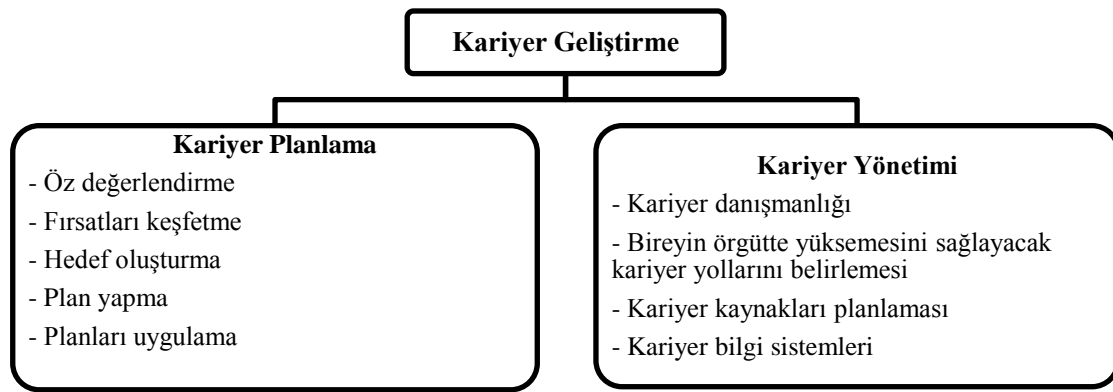 Kariyer Geliştirme
Kariyer Planlama
- Öz değerlendirme
- Fırsatları keşfetme
- Hedef oluşturma
- Plan yapma
- Planları uygulama
Kariyer Yönetimi
- Kariyer danışmanlığı
- Bireyin örgütte yüksemesini sağlayacak
kariyer yollarını belirlemesi
- Kariyer kaynakları planlaması
- Kariyer bilgi sistemleri